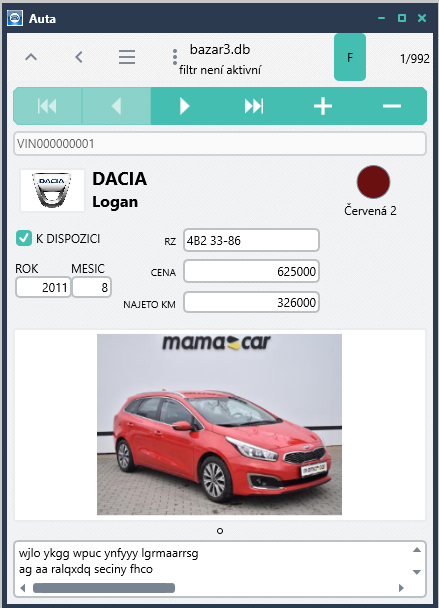 Auta
bazar3.db
filtr není aktivní
F
1/992
VIN000000001
DACIA
DACIA
Logan
Červená 2
K DISPOZICI
RZ
4B2 33-86
ROK
MESIC
CENA
625000
2011
8
NAJETO KM
326000
mama car
mama car
wjlo ykgg wpuc ynfyyy lgrmaarrsg
ag aa ralqxdq seciny fhco